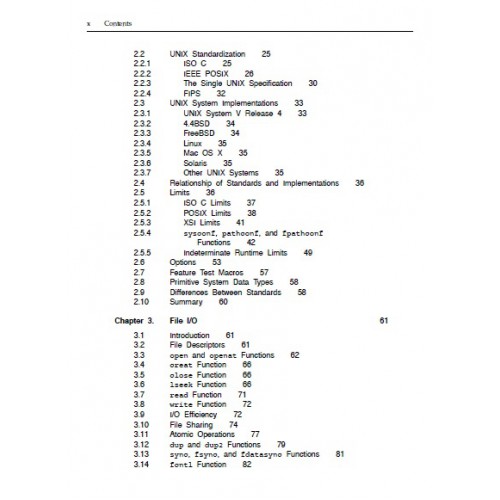 x Contents
2.2 UNIX Standardization 25
2.2.1 ISO C 25
2.2.2 IEEE POSIX 26
2.2.3 The Single UNIX Specification 30
2.2.4 FIPS 32
2.3 UNIX System Implementations 33
2.3.1 UNIX System V Release 4 33
2.3.2 4.4BSD 34
2.3.3 FreeBSD 34
2.3.4 Linux 35
2.3.5 Mac OS X 35
2.3.6 Solaris 35
2.3.7 Other UNIX Systems 35
2.4 Relationship of Standards and Implementations 36
2.5 Limits 36
2.5.1 ISO C Limits 37
2.5.2 POSIX Limits 38
2.5.3 XSI Limits 41
2.5.4 sysconf, pathconf, and fpathconf
Functions 42
2.5.5 Indeterminate Runtime Limits 49
2.6 Options 53
2.7 Feature Test Macros 57
2.8 Primitive System Data Types 58
2.9 Differences Between Standards 58
2.10 Summary 60
Chapter 3. File I/O 61
3.1 Introduction 61
3.2 File Descriptors 61
3.3 open and openat Functions 62
3.4 creat Function 66
3.5 close Function 66
3.6 lseek Function 66
3.7 read Function 71
3.8 write Function 72
3.9 I/O Efficiency 72
3.10 File Sharing 74
3.11 Atomic Operations 77
3.12 dup and dup2 Functions 79
3.13 sync, fsync, and fdatasync Functions 81
3.14 fcntl Function 82